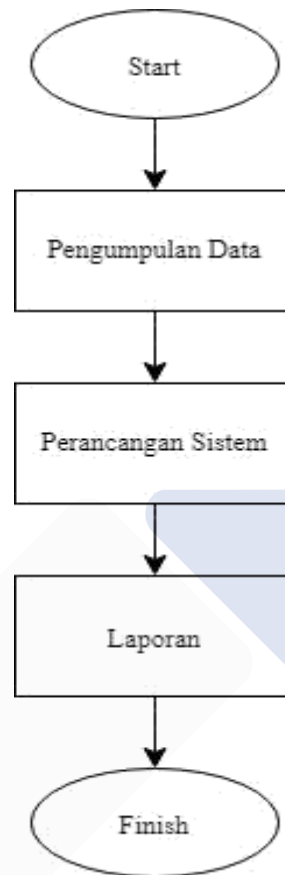 Start
Pengumpulan Data
Perancangan Sistem
Laporan
Finish